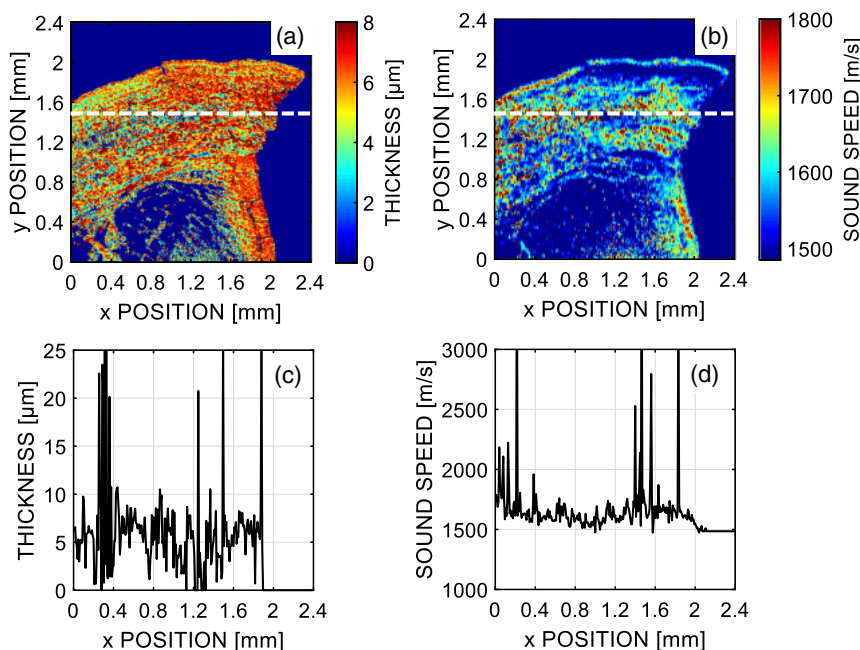 (a)
y POSITION [mm]
2.4
2
1.6
1.2
0.8
0.4
0
0 0.4 0.8 1.2 1.6 2 2.4
x POSITION [mm]
8
6
4
2
0
THICKNESS [μm]
(b)
y POSITION [mm]
2.4
2
1.6
1.2
0.8
0.4
0
0 0.4 0.8 1.2 1.6 2 2.4
x POSITION [mm]
1800
1700
1600
1500
SOUND SPEED [m/s]
(c)
THICKNESS [μm]
25
20
15
10
5
0
0 0.4 0.8 1.2 1.6 2 2.4
x POSITION [mm]
(d)
SOUND SPEED [m/s]
3000
2500
2000
1500
1000
0 0.4 0.8 1.2 1.6 2 2.4
x POSITION [mm]